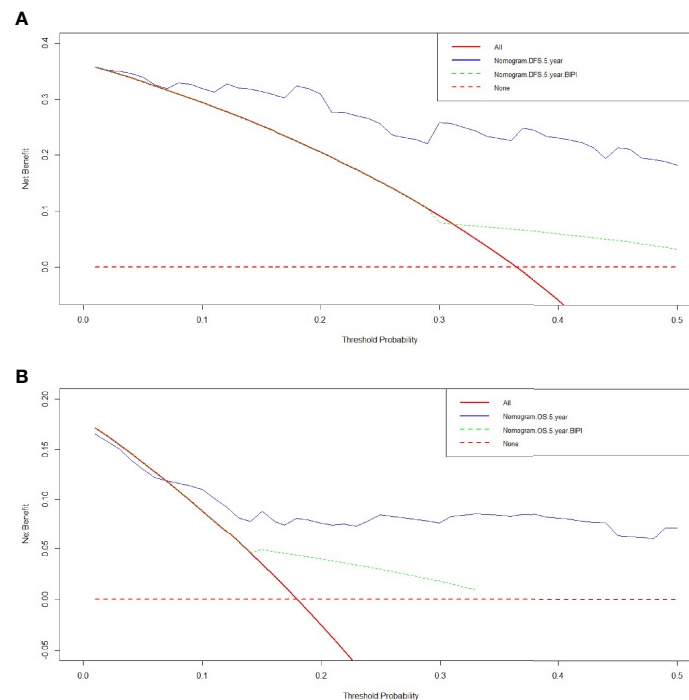 A
All
Nomogram.DFS.5.year
Nomogram.DFS.5.year.BIPI
None
0.4
0.3
0.2
0.1
0.0
Net Benefit
0.0 0.1 0.2 0.3 0.4 0.5
Threshold Probability
B
All
Nomogram.OS.5.year
Nomogram.OS.5.year.BIPI
None
0.20
0.15
0.10
0.05
0.00
-0.05
Net Benefit
0.0 0.1 0.2 0.3 0.4 0.5
Threshold Probability